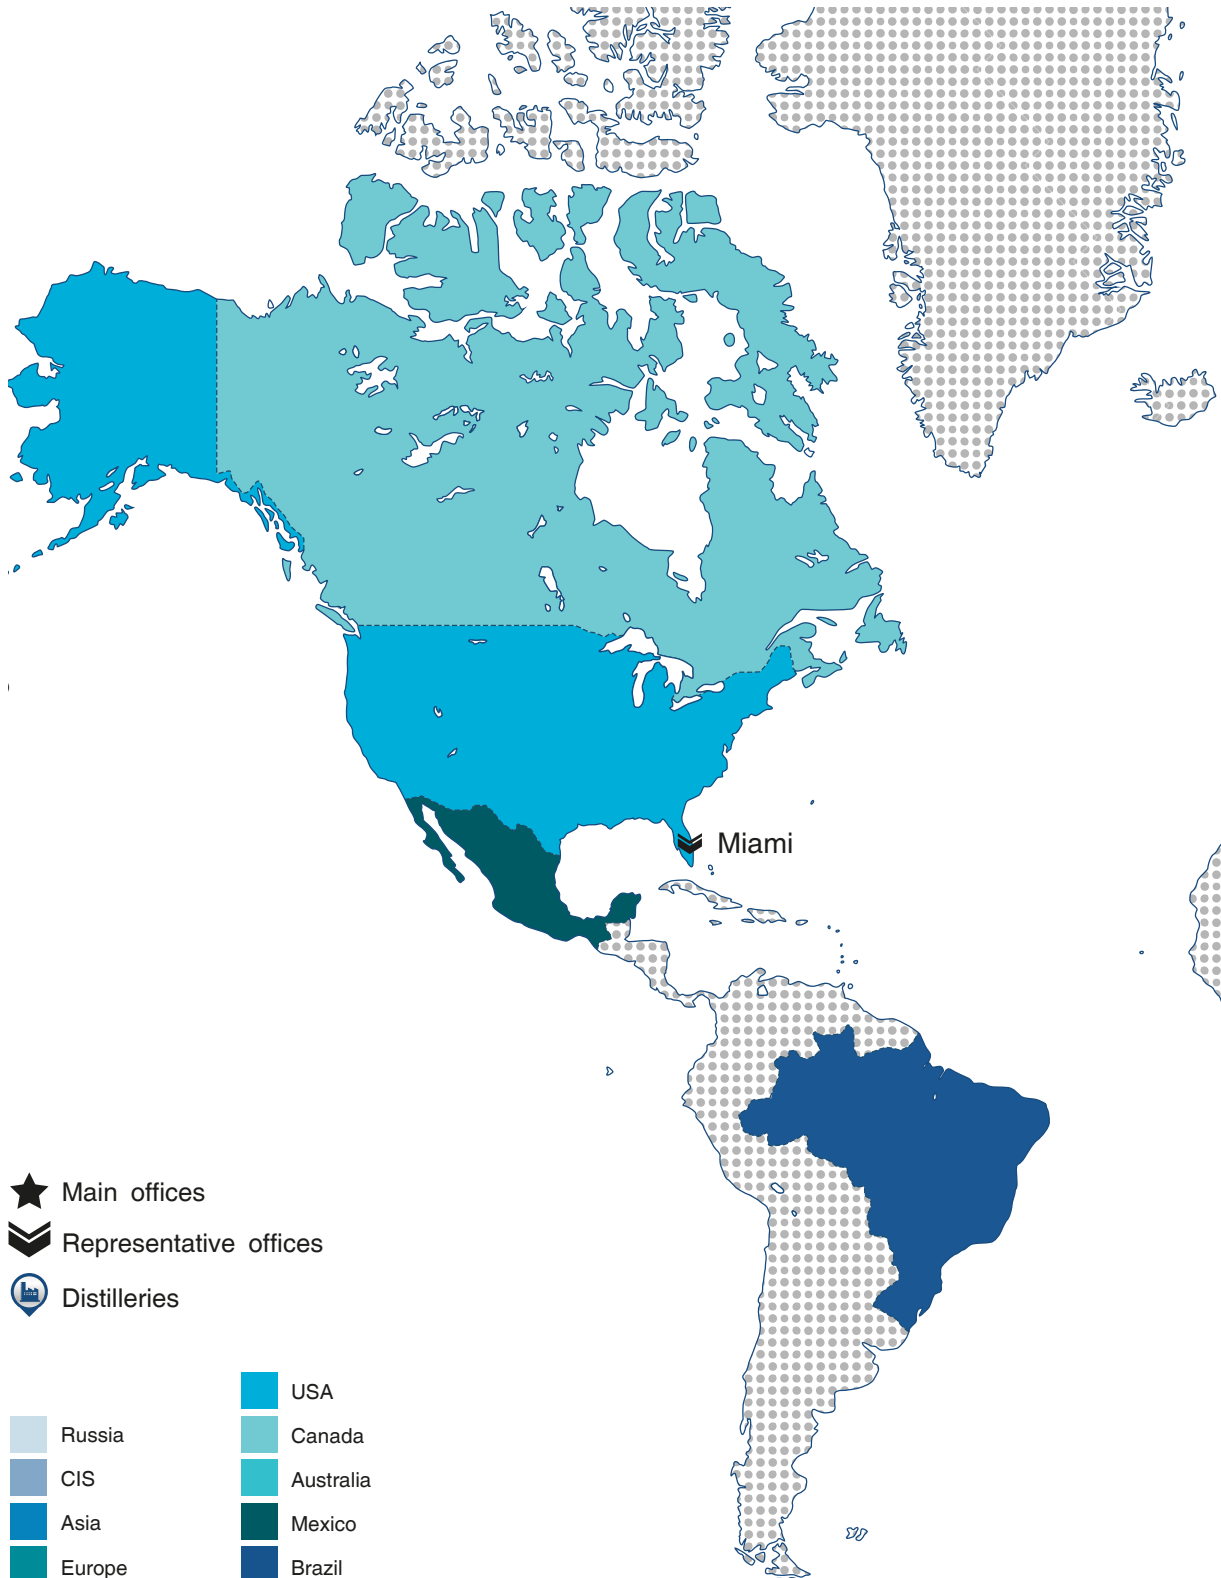 Miami
Main offices
Representative offices
Distilleries
Russia
CIS
Asia
Europe
USA
Canada
Australia
Mexico
Brazil